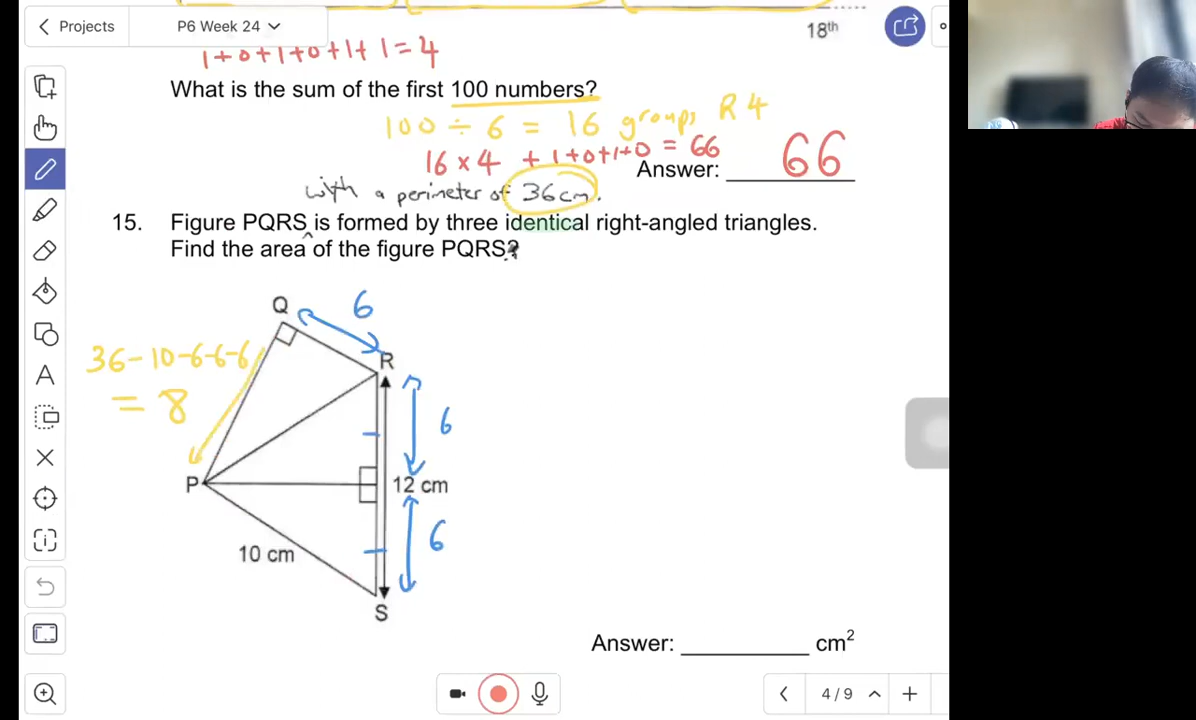 Projects
P6 Week 24
18th
1+0+1+0+1+1=4
What is the sum of the first 100 numbers?
100 ÷ 6 = 16 groups R4
16 × 4 + 1+0+1+0 = 66
Answer: 66
with a perimeter of 36cm.
15. Figure PQRS ^ is formed by three identical right-angled triangles.
Find the area of the figure PQRS?
Q
6
R
36-10-6-6-6
= 8
6
P
12 cm
6
10 cm
S
Answer: ________ cm²
4/9